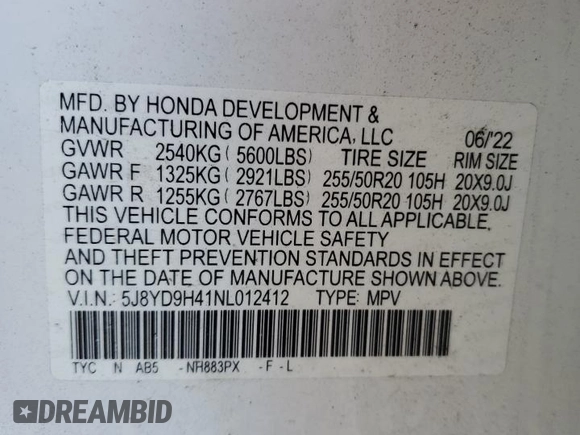 MFD. BY HONDA DEVELOPMENT &
MANUFACTURING OF AMERICA, LLC 06/'22
GVWR 2540KG (5600LBS) TIRE SIZE RIM SIZE
GAWR F 1325KG (2921LBS) 255/50R20 105H 20X9.0J
GAWR R 1255KG (2767LBS) 255/50R20 105H 20X9.0J
THIS VEHICLE CONFORMS TO ALL APPLICABLE
FEDERAL MOTOR VEHICLE SAFETY
AND THEFT PREVENTION STANDARDS IN EFFECT
ON THE DATE OF MANUFACTURE SHOWN ABOVE.
V.I.N.: 5J8YD9H41NL012412 TYPE: MPV
TYC N AB5 -NH883PX -F-L
DREAMBID